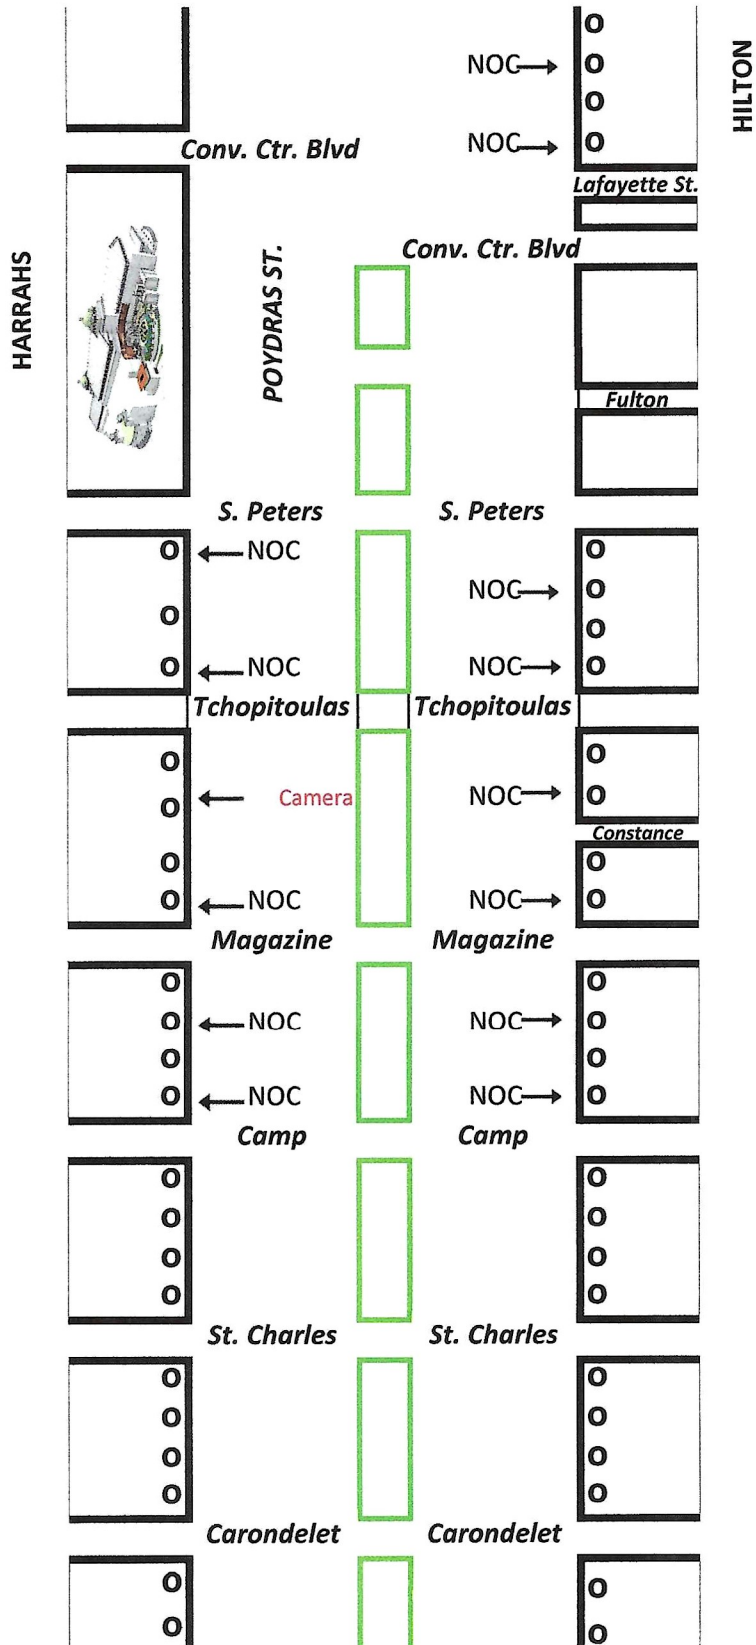 O
NOC O
HILTON
O
NOC O
Conv. Ctr. Blvd
Lafayette St.
Conv. Ctr. Blvd
HARRAHS
POYDRAS ST.
Fulton
S. Peters S. Peters
O NOC O
NOC O
O O
O NOC NOC O
Tchopitoulas Tchopitoulas
O O
O Camera NOC O
Constance
O O
O NOC NOC O
Magazine Magazine
O O
O NOC NOC O
O O
O NOC NOC O
Camp Camp
O O
O O
O O
O O
St. Charles St. Charles
O O
O O
O O
O O
Carondelet Carondelet
O O
O O